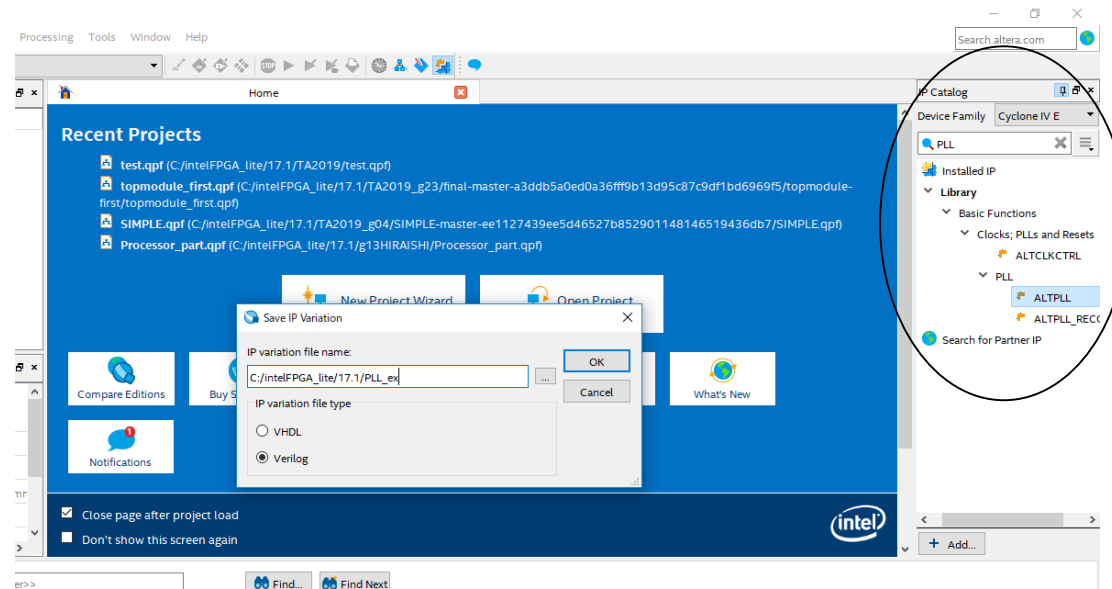 Processing Tools Window Help
Search altera.com
Home
IP Catalog
Device Family Cyclone IV E
PLL
Installed IP
Library
Basic Functions
Clocks; PLLs and Resets
ALTCLKCTRL
PLL
ALTPLL
ALTPLL_RECO
Search for Partner IP
+ Add...
Recent Projects
test.qpf (C:/intelFPGA_lite/17.1/TA2019/test.qpf)
topmodule_first.qpf (C:/intelFPGA_lite/17.1/TA2019_g23/final-master-a3ddb5a0ed0a36fff9b13d95c87c9df1bd6969f5/topmodule-
first/topmodule_first.qpf)
SIMPLE.qpf (C:/intelFPGA_lite/17.1/TA2019_g04/SIMPLE-master-ee1127439ee5d46527b852901148146519436db7/SIMPLE.qpf)
Processor_part.qpf (C:/intelFPGA_lite/17.1/g13HIRAISHI/Processor_part.qpf)
New Project Wizard
Open Project
Save IP Variation
IP variation file name:
C:/intelFPGA_lite/17.1/PLL_ex
...
OK
Cancel
IP variation file type
VHDL
Verilog
Compare Editions
Buy S
What's New
1
Notifications
Close page after project load
Don't show this screen again
intel
Find...
Find Next